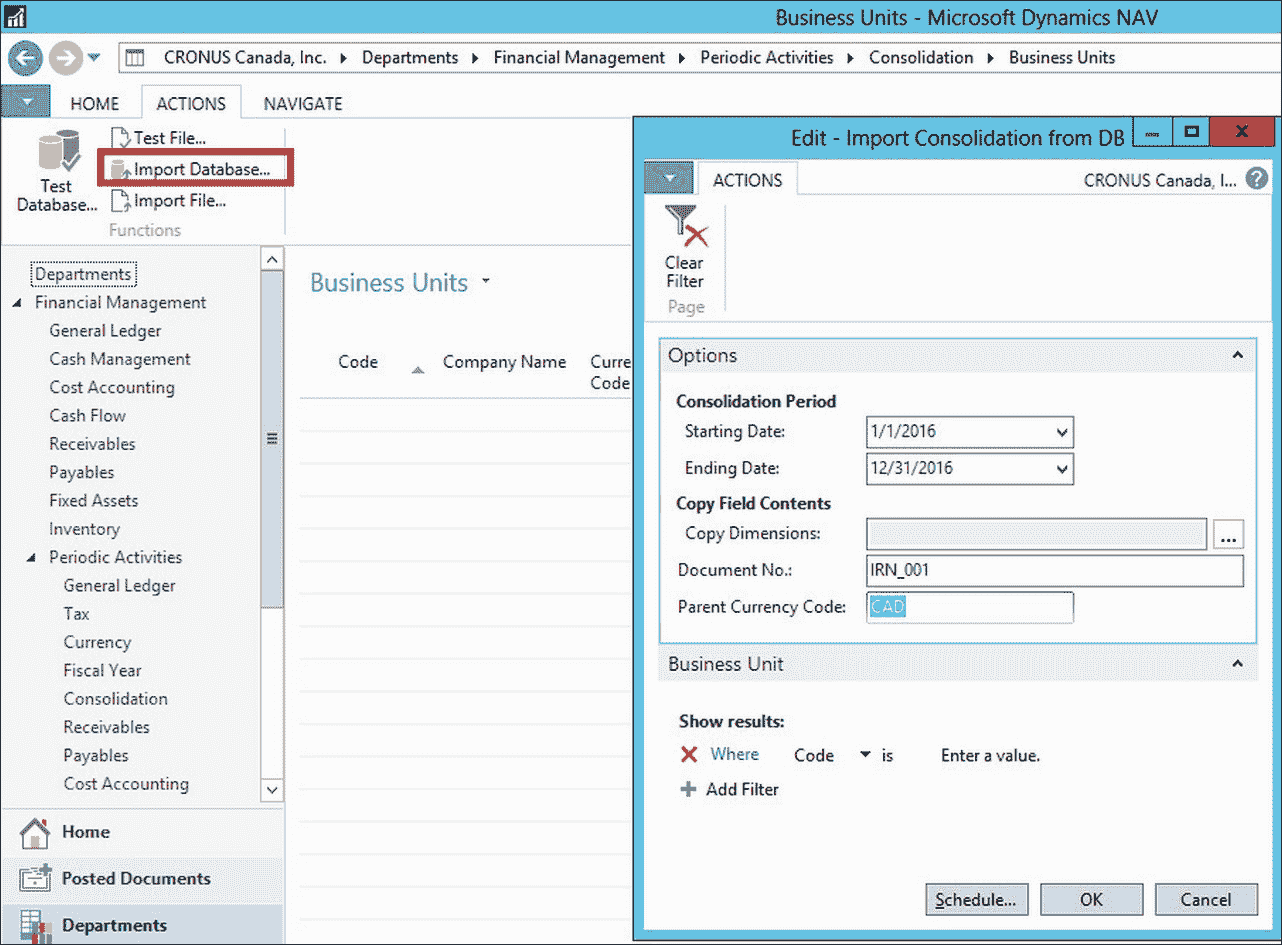 Business Units - Microsoft Dynamics NAV
CRONUS Canada, Inc. Departments Financial Management Periodic Activities Consolidation Business Units
HOME ACTIONS NAVIGATE
Test Database...
Test File...
Import Database...
Import File...
Functions
Departments
Financial Management
General Ledger
Cash Management
Cost Accounting
Cash Flow
Receivables
Payables
Fixed Assets
Inventory
Periodic Activities
General Ledger
Tax
Currency
Fiscal Year
Consolidation
Receivables
Payables
Cost Accounting
Home
Posted Documents
Departments
Business Units
Code Company Name Curre
Code
Edit - Import Consolidation from DB
ACTIONS CRONUS Canada, I... ?
Clear
Filter
Page
Options
Consolidation Period
Starting Date: 1/1/2016
Ending Date: 12/31/2016
Copy Field Contents
Copy Dimensions: ...
Document No.: IRN_001
Parent Currency Code: CAD
Business Unit
Show results:
Where Code is Enter a value.
Add Filter
Schedule... OK Cancel